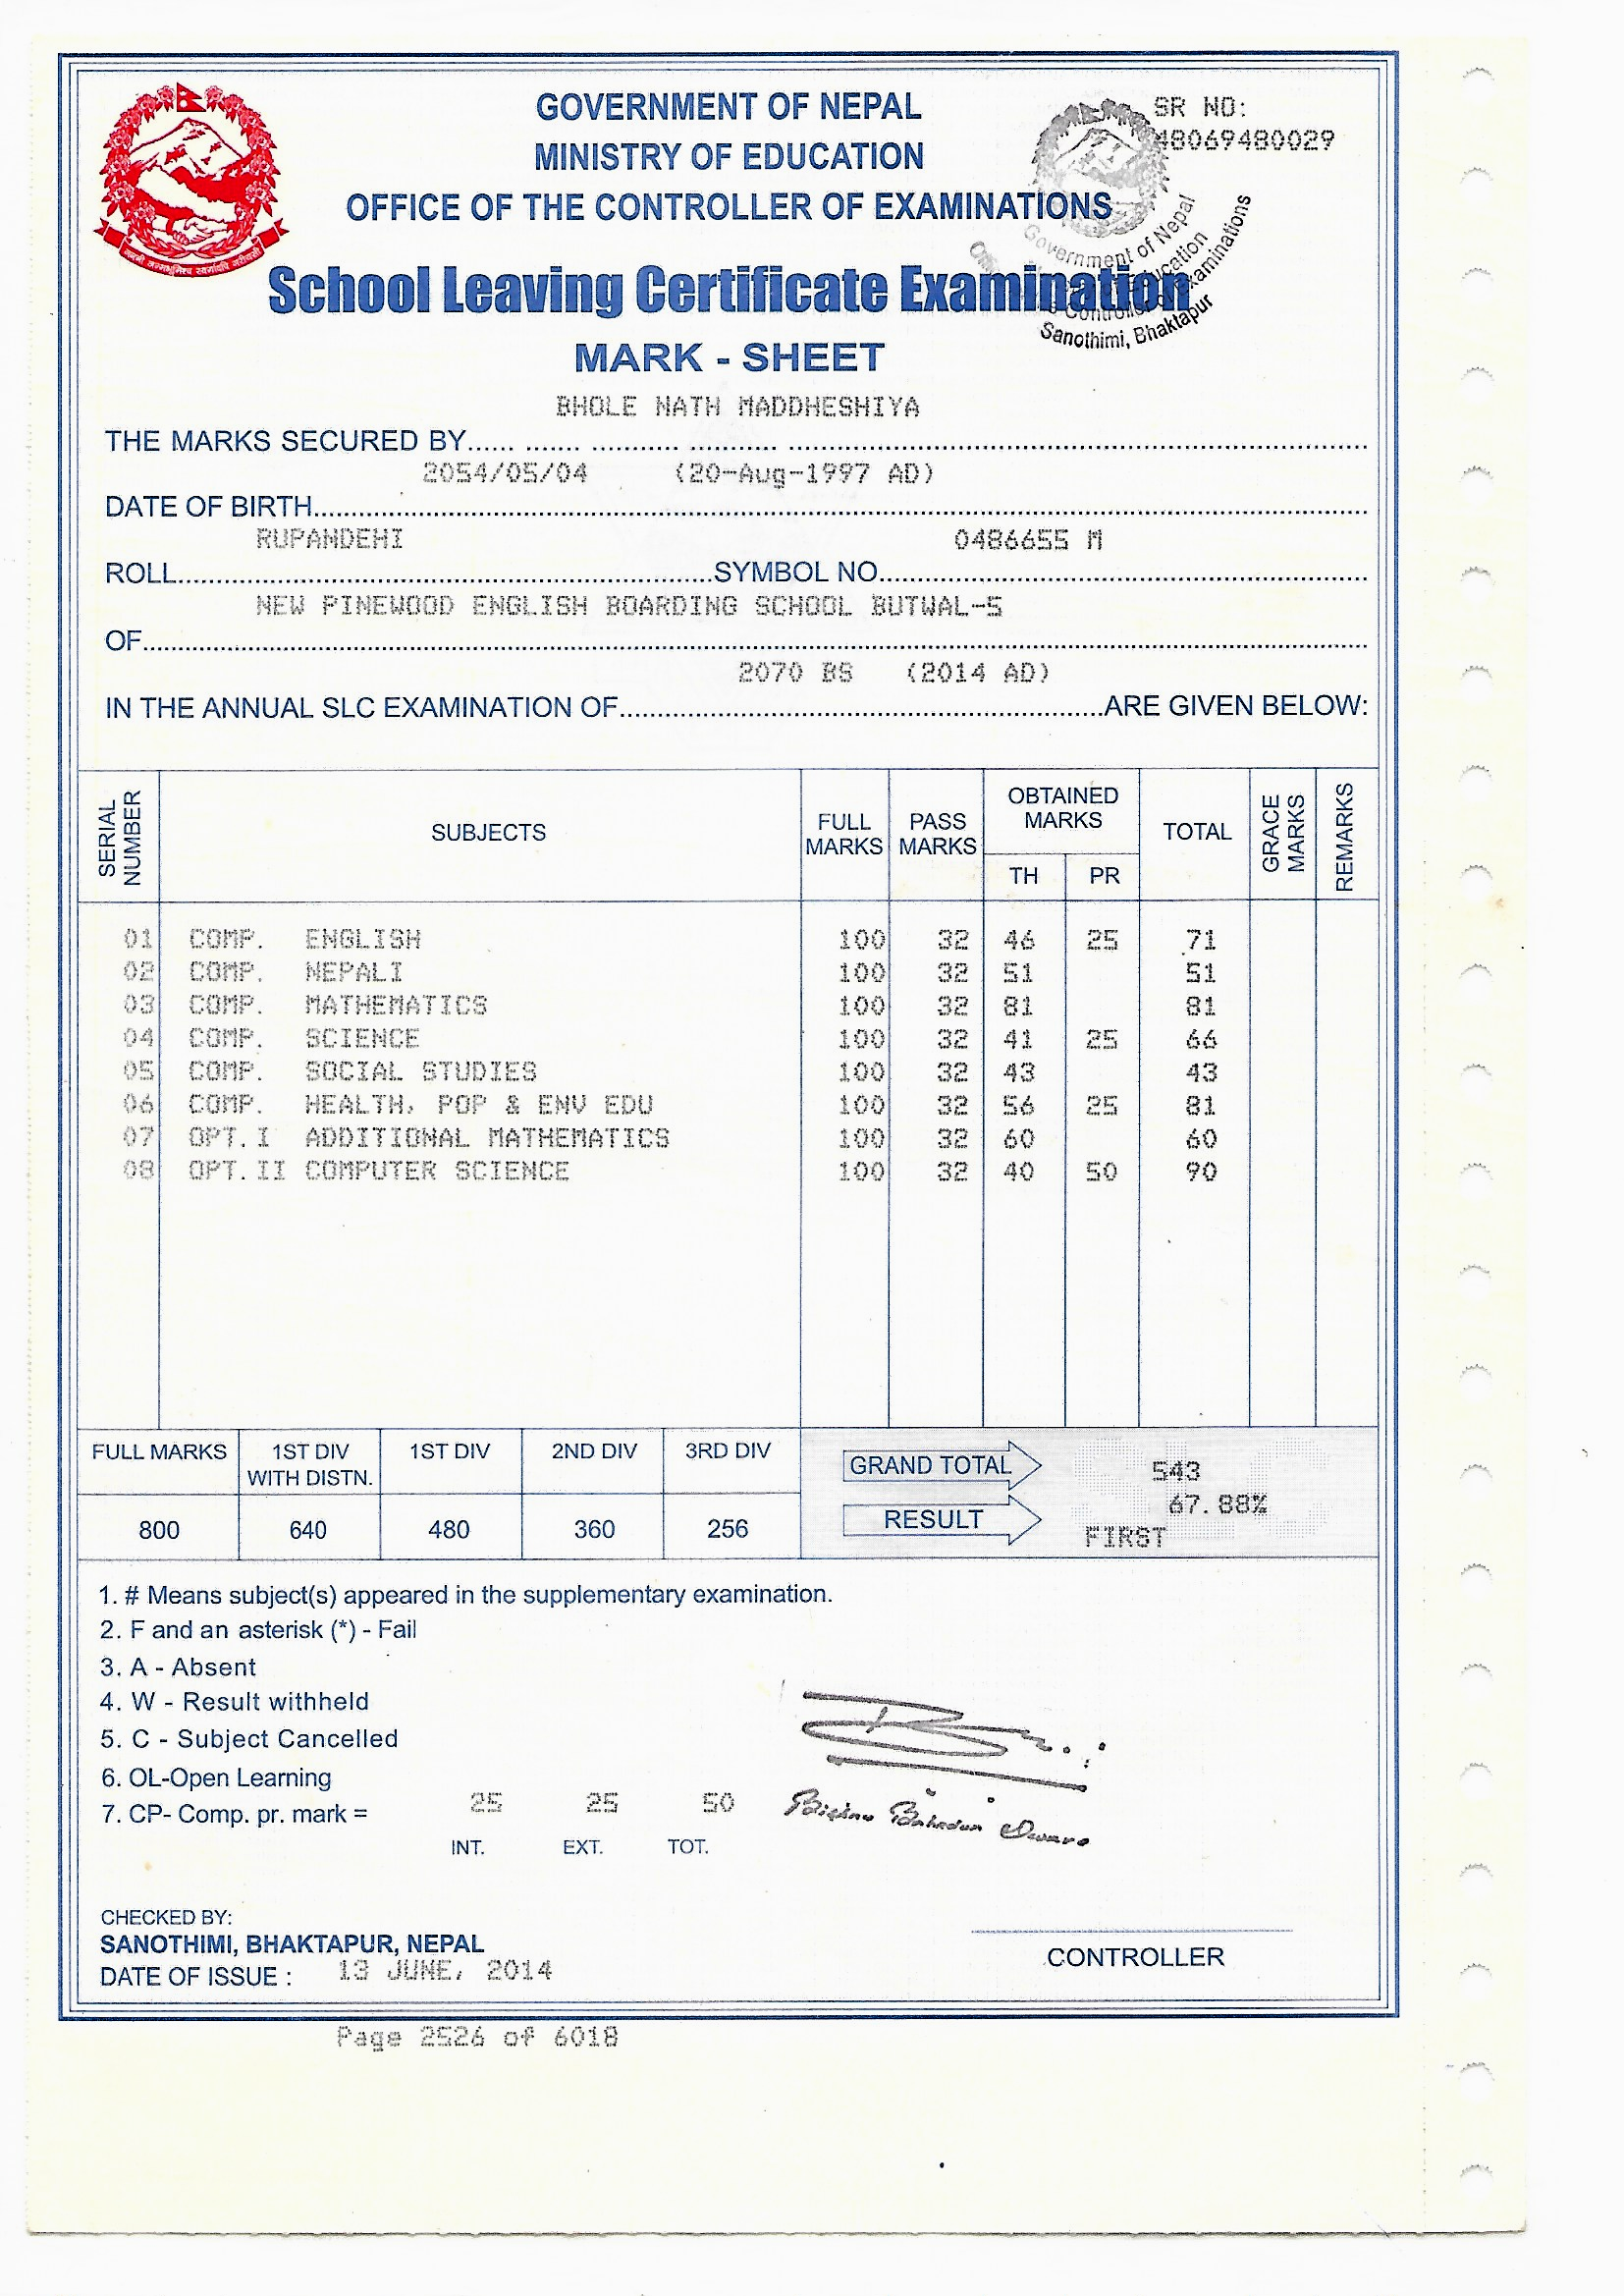 GOVERNMENT OF NEPAL
MINISTRY OF EDUCATION
OFFICE OF THE CONTROLLER OF EXAMINATIONS
SR NO:
48069480029
Government of Nepal
Education
Controller of Examinations
Sanothimi, Bhaktapur
School Leaving Certificate Examination
MARK - SHEET
BHOLE NATH MADDHESHIYA
THE MARKS SECURED BY
2054/05/04 (20-Aug-1997 AD)
DATE OF BIRTH
RUPANDEHI 0486655 M
ROLL SYMBOL NO.
NEW PINEWOOD ENGLISH BOARDING SCHOOL BUTWAL-5
OF
2070 BS (2014 AD)
IN THE ANNUAL SLC EXAMINATION OF ARE GIVEN BELOW:
SERIAL NUMBER SUBJECTS FULL MARKS PASS MARKS OBTAINED MARKS TOTAL GRACE MARKS REMARKS
TH PR
01 COMP. ENGLISH 100 32 46 25 71
02 COMP. NEPALI 100 32 51 51
03 COMP. MATHEMATICS 100 32 81 81
04 COMP. SCIENCE 100 32 41 25 66
05 COMP. SOCIAL STUDIES 100 32 43 43
06 COMP. HEALTH, POP & ENV EDU 100 32 56 25 81
07 OPT.I ADDITIONAL MATHEMATICS 100 32 60 60
08 OPT.II COMPUTER SCIENCE 100 32 40 50 90
FULL MARKS 1ST DIV WITH DISTN. 1ST DIV 2ND DIV 3RD DIV
800 640 480 360 256
SLC
GRAND TOTAL 543
67.88%
RESULT FIRST
1. # Means subject(s) appeared in the supplementary examination.
2. F and an asterisk (*) - Fail
3. A - Absent
4. W - Result withheld
5. C - Subject Cancelled
6. OL-Open Learning
7. CP- Comp. pr. mark = 25 25 50
INT. EXT. TOT.
CHECKED BY:
SANOTHIMI, BHAKTAPUR, NEPAL
DATE OF ISSUE : 13 JUNE, 2014
CONTROLLER
Page 2526 of 6018